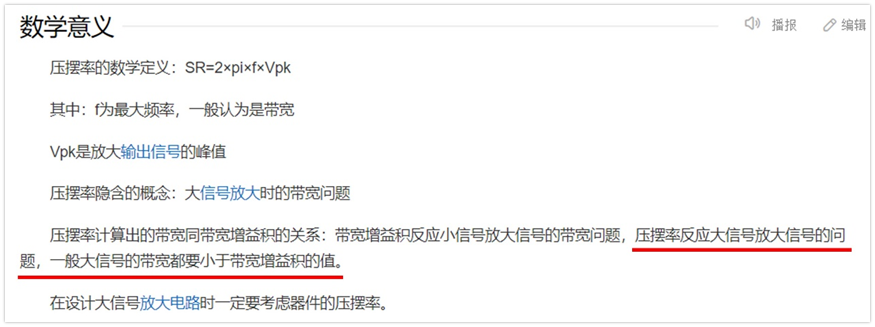 数学意义
播报
编辑
压摆率的数学定义：SR=2×pi×f×Vpk
其中：f为最大频率，一般认为是带宽
Vpk是放大输出信号的峰值
压摆率隐含的概念：大信号放大时的带宽问题
压摆率计算出的带宽同带宽增益积的关系：带宽增益积反应小信号放大信号的带宽问题，压摆率反应大信号放大信号的问
题，一般大信号的带宽都要小于带宽增益积的值。
在设计大信号放大电路时一定要考虑器件的压摆率。